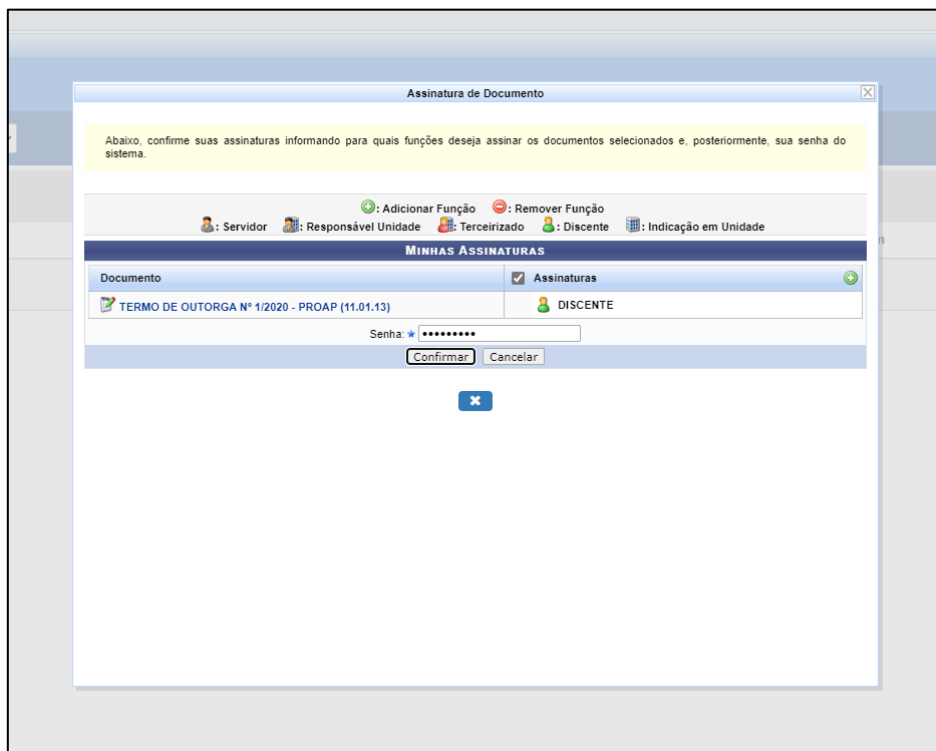 Assinatura de Documento
Abaixo, confirme suas assinaturas informando para quais funções deseja assinar os documentos selecionados e, posteriormente, sua senha do
sistema.
: Adicionar Função : Remover Função
: Servidor : Responsável Unidade : Terceirizado : Discente : Indicação em Unidade
MINHAS ASSINATURAS
Documento Assinaturas
TERMO DE OUTORGA Nº 1/2020 - PROAP (11.01.13) DISCENTE
Senha: •••••••••
Confirmar Cancelar